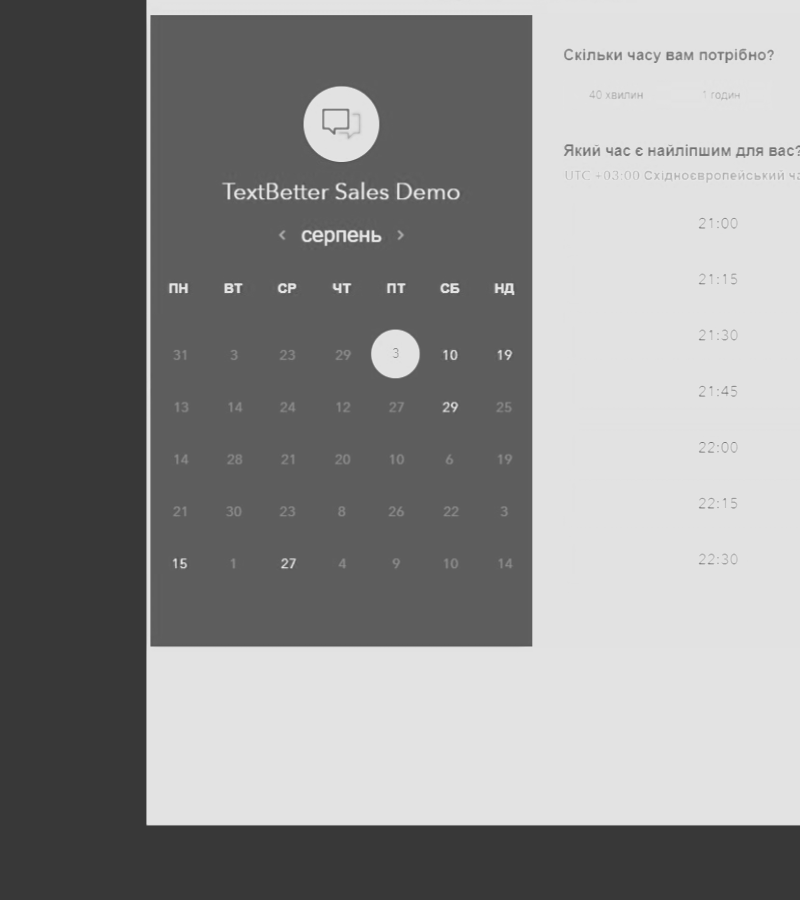 TextBetter Sales Demo
серпень
ПН ВТ СР ЧТ ПТ СБ НД
31 3 23 29 3 10 19
13 14 24 12 27 29 25
14 28 21 20 10 6 19
21 30 23 8 26 22 3
15 1 27 4 9 10 14
Скільки часу вам потрібно?
40 хвилин 1 годин
Який час є найліпшим для вас?
UTC +03:00 Східноєвропейський ча
21:00
21:15
21:30
21:45
22:00
22:15
22:30